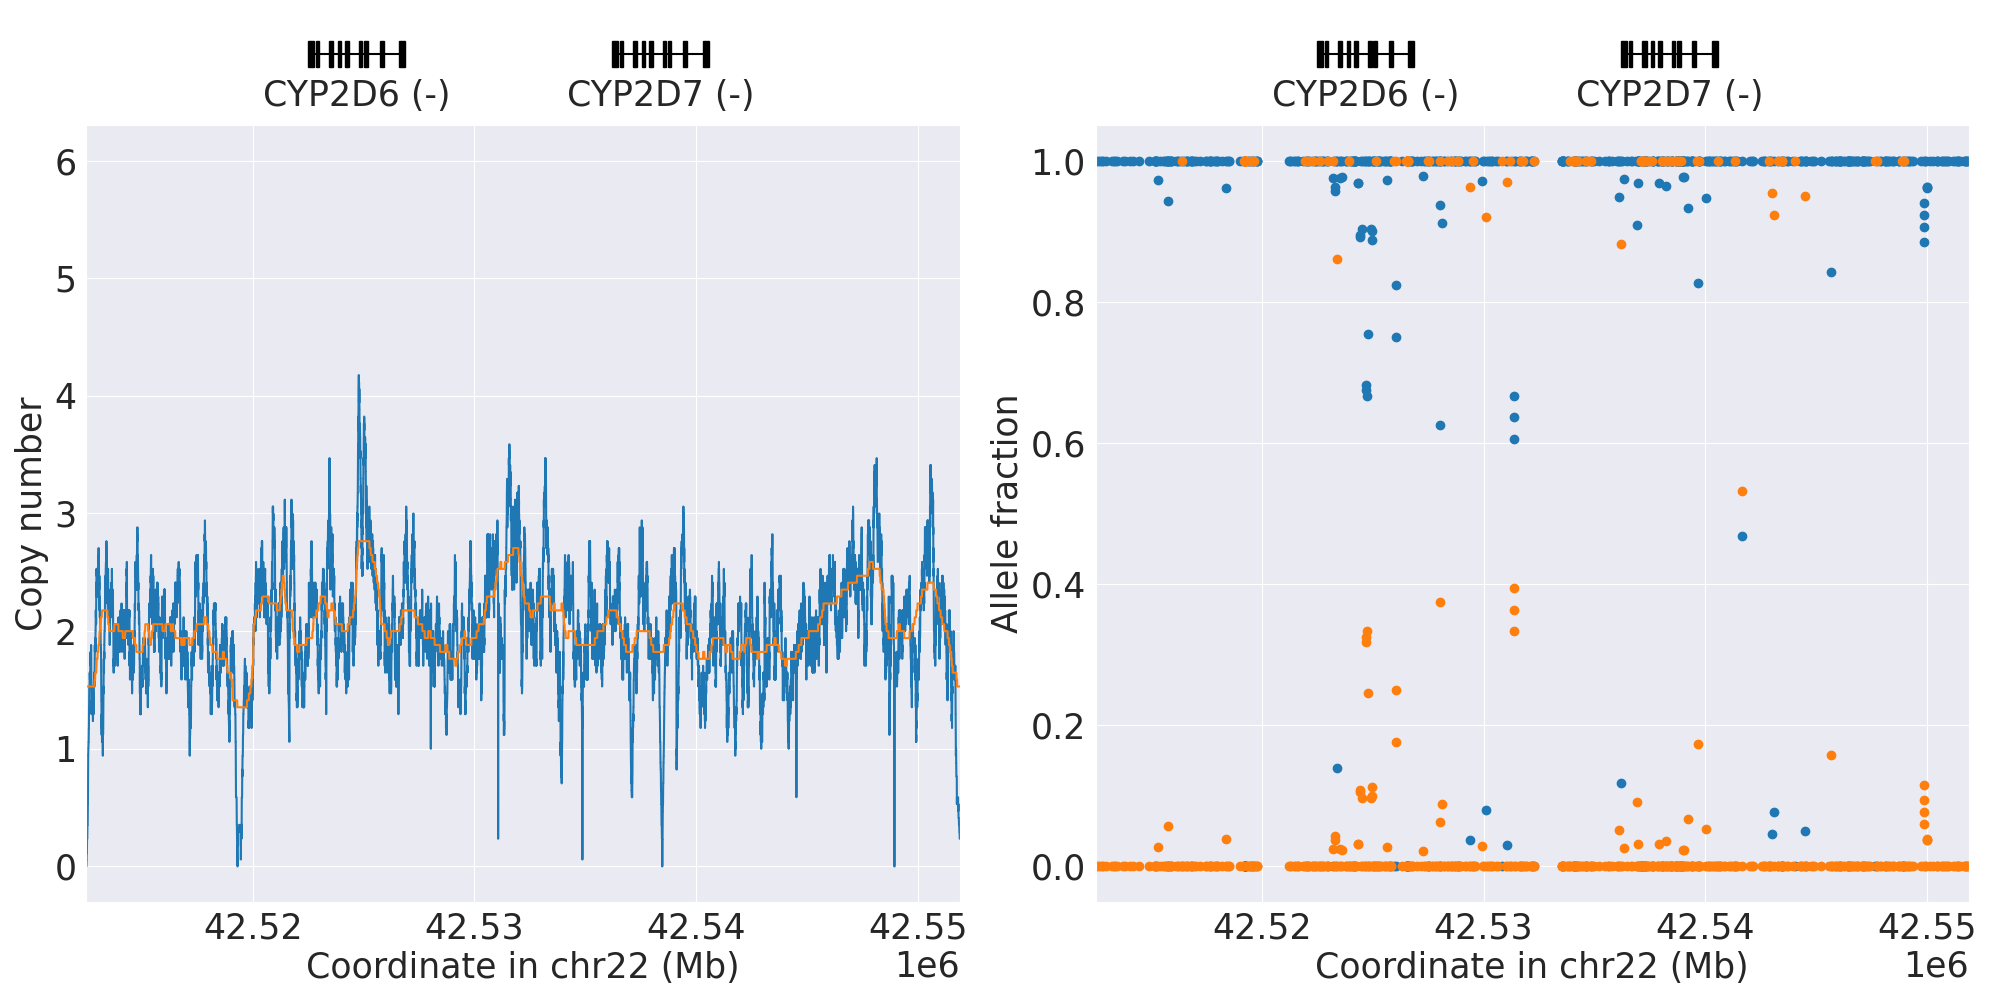 CYP2D6 (-) CYP2D7 (-)
6
5
4
3
2
1
0
Copy number
42.52 42.53 42.54 42.55
Coordinate in chr22 (Mb)
1e6
CYP2D6 (-) CYP2D7 (-)
1.0
0.8
0.6
0.4
0.2
0.0
Allele fraction
42.52 42.53 42.54 42.55
Coordinate in chr22 (Mb)
1e6